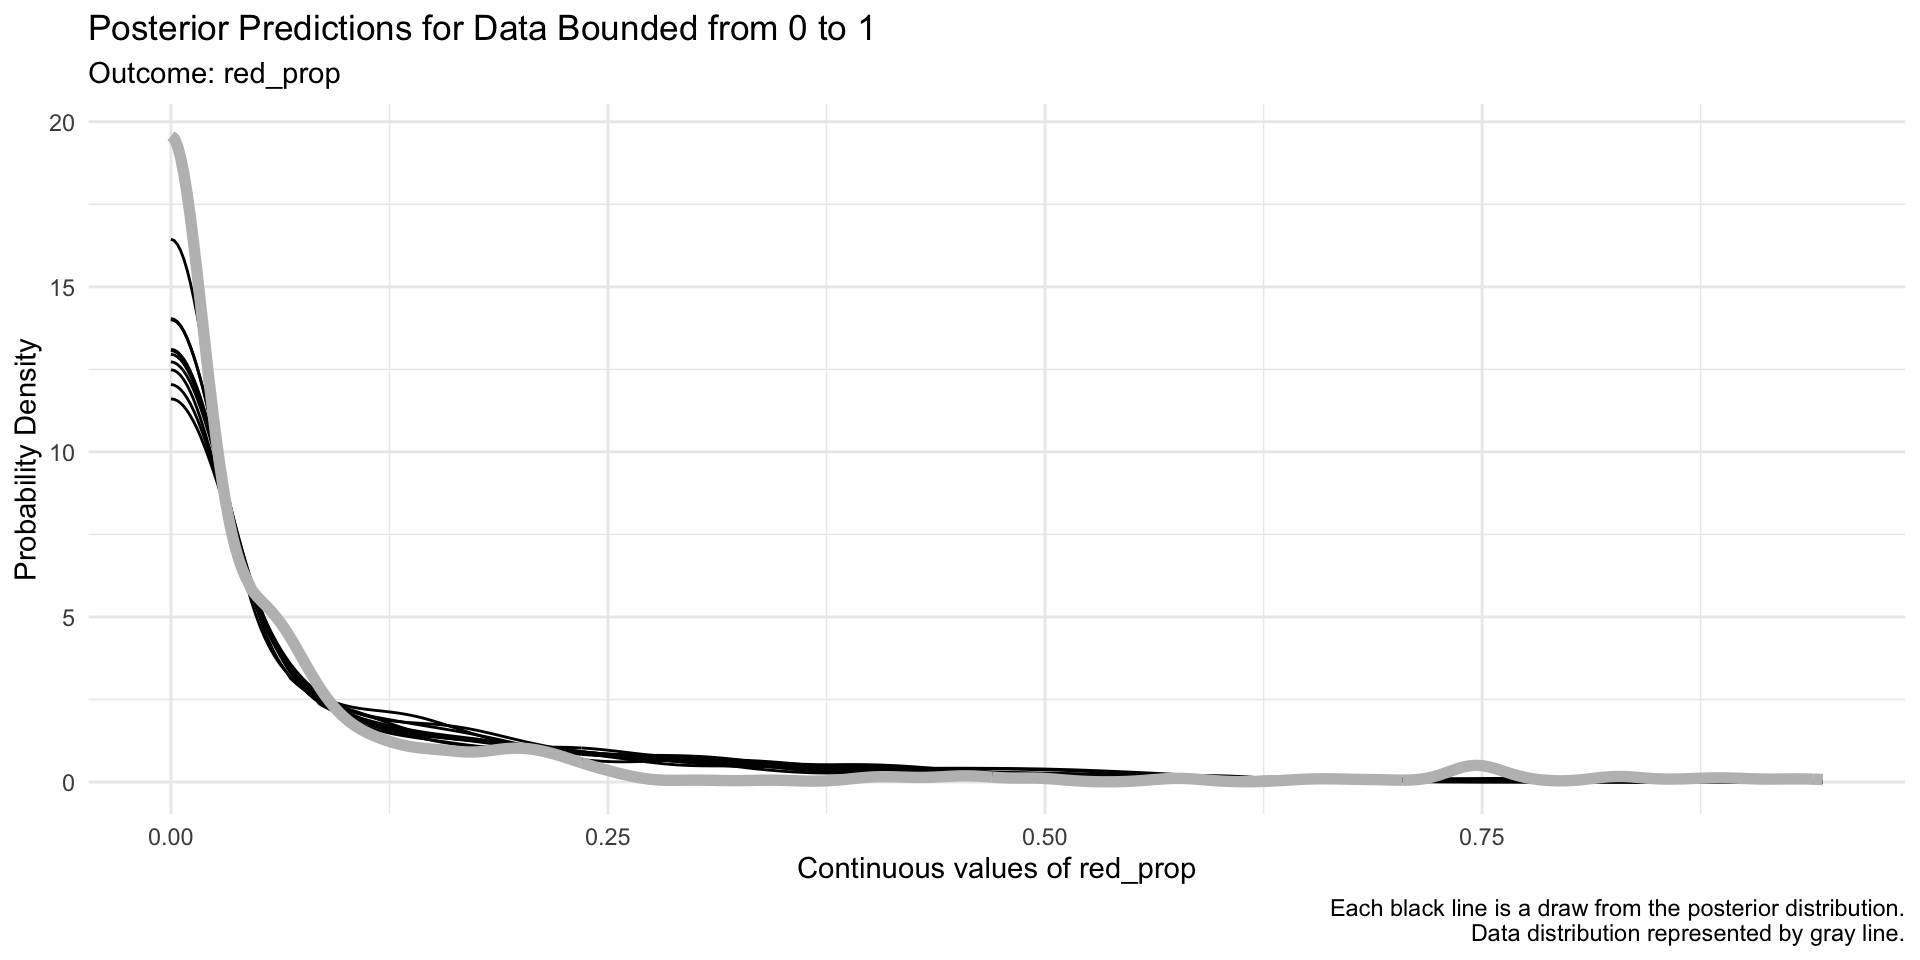 Posterior Predictions for Data Bounded from 0 to 1
Outcome: red_prop
20
15
10
5
0
Probability Density
0.00
0.25
0.50
0.75
Continuous values of red_prop
Each black line is a draw from the posterior distribution.
Data distribution represented by gray line.